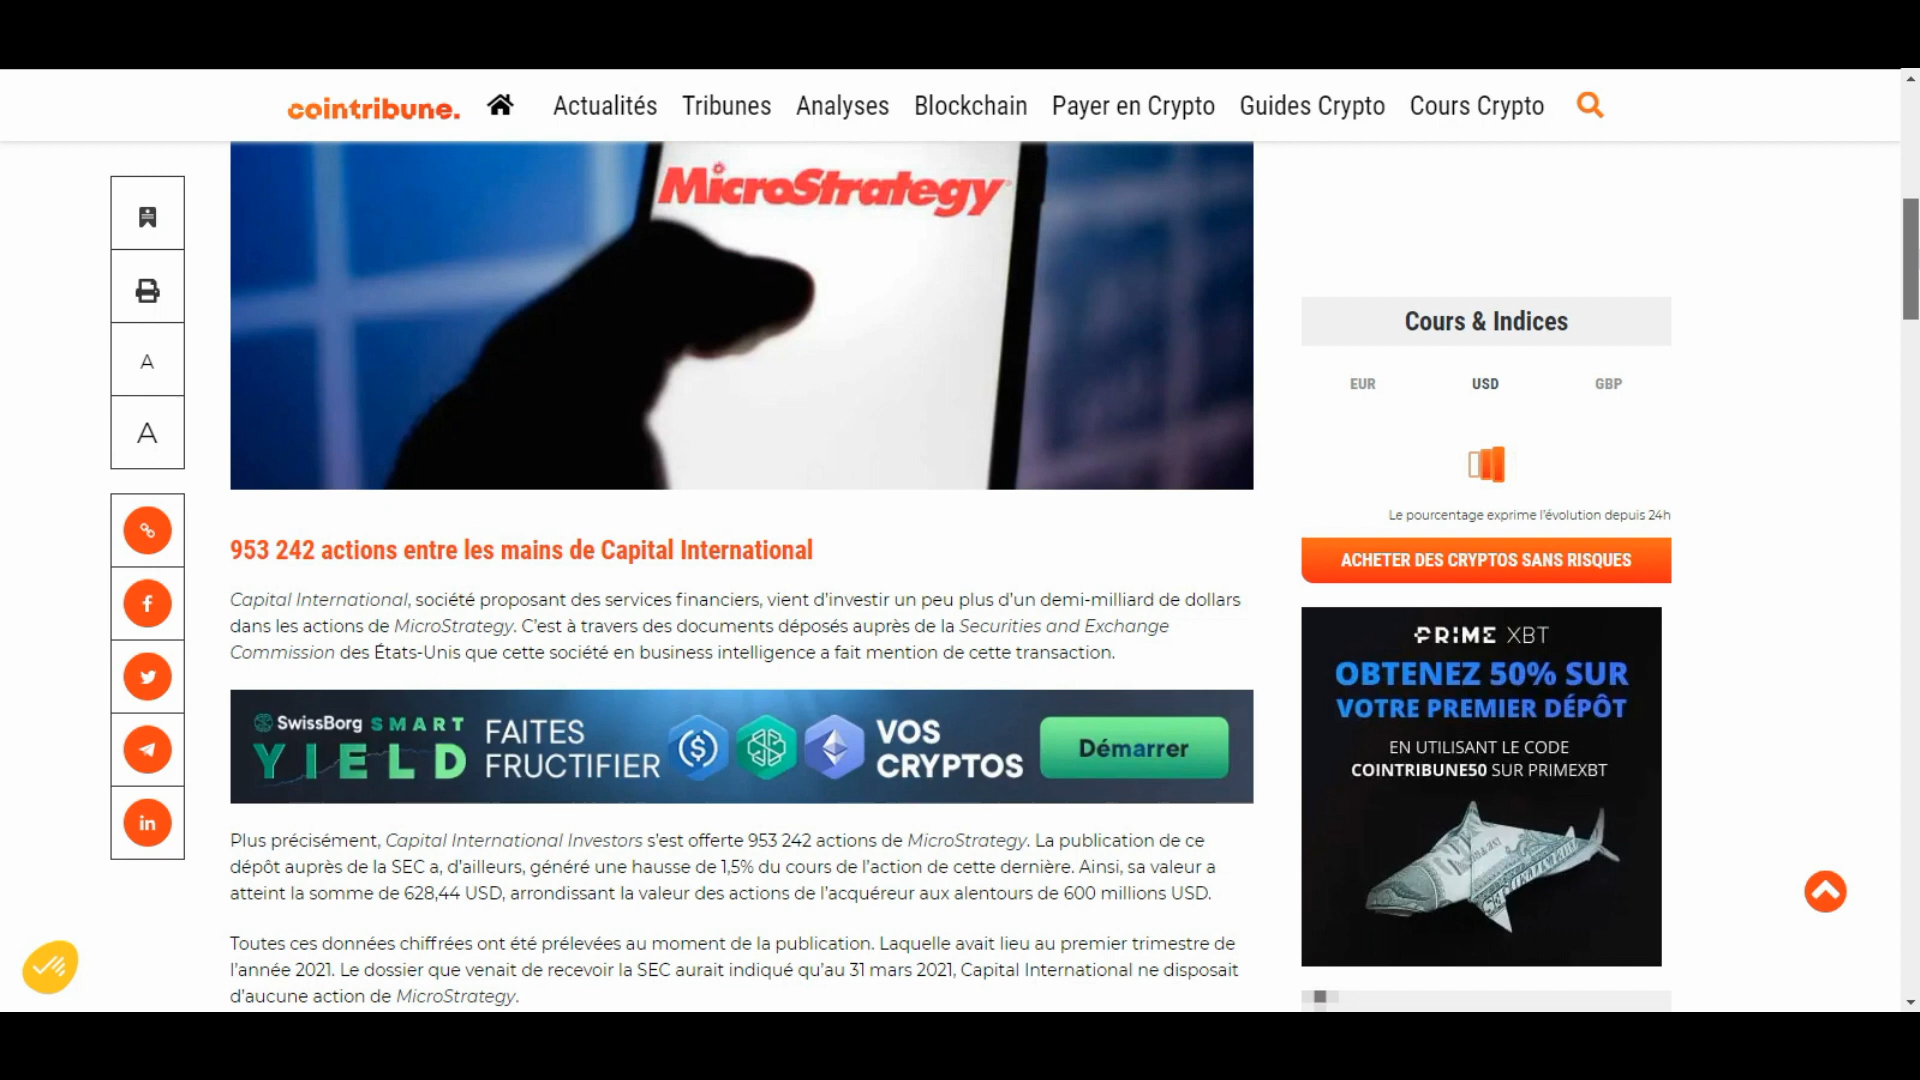 cointribune. Actualités Tribunes Analyses Blockchain Payer en Crypto Guides Crypto Cours Crypto
MicroStrategy
A
A
953 242 actions entre les mains de Capital International
Capital International, société proposant des services financiers, vient d'investir un peu plus d'un demi-milliard de dollars
dans les actions de MicroStrategy. C'est à travers des documents déposés auprès de la Securities and Exchange
Commission des États-Unis que cette société en business intelligence a fait mention de cette transaction.
SwissBorg SMART
YIELD
FAITES
FRUCTIFIER
VOS
CRYPTOS
Démarrer
Plus précisément, Capital International Investors s'est offerte 953 242 actions de MicroStrategy. La publication de ce
dépôt auprès de la SEC a, d'ailleurs, généré une hausse de 1,5% du cours de l'action de cette dernière. Ainsi, sa valeur a
atteint la somme de 628,44 USD, arrondissant la valeur des actions de l'acquéreur aux alentours de 600 millions USD.
Toutes ces données chiffrées ont été prélevées au moment de la publication. Laquelle avait lieu au premier trimestre de
l'année 2021. Le dossier que venait de recevoir la SEC aurait indiqué qu'au 31 mars 2021, Capital International ne disposait
d'aucune action de MicroStrategy.
Cours & Indices
EUR USD GBP
Le pourcentage exprime l'évolution depuis 24h
ACHETER DES CRYPTOS SANS RISQUES
PRIME XBT
OBTENEZ 50% SUR
VOTRE PREMIER DÉPÔT
EN UTILISANT LE CODE
COINTRIBUNE50 SUR PRIMEXBT